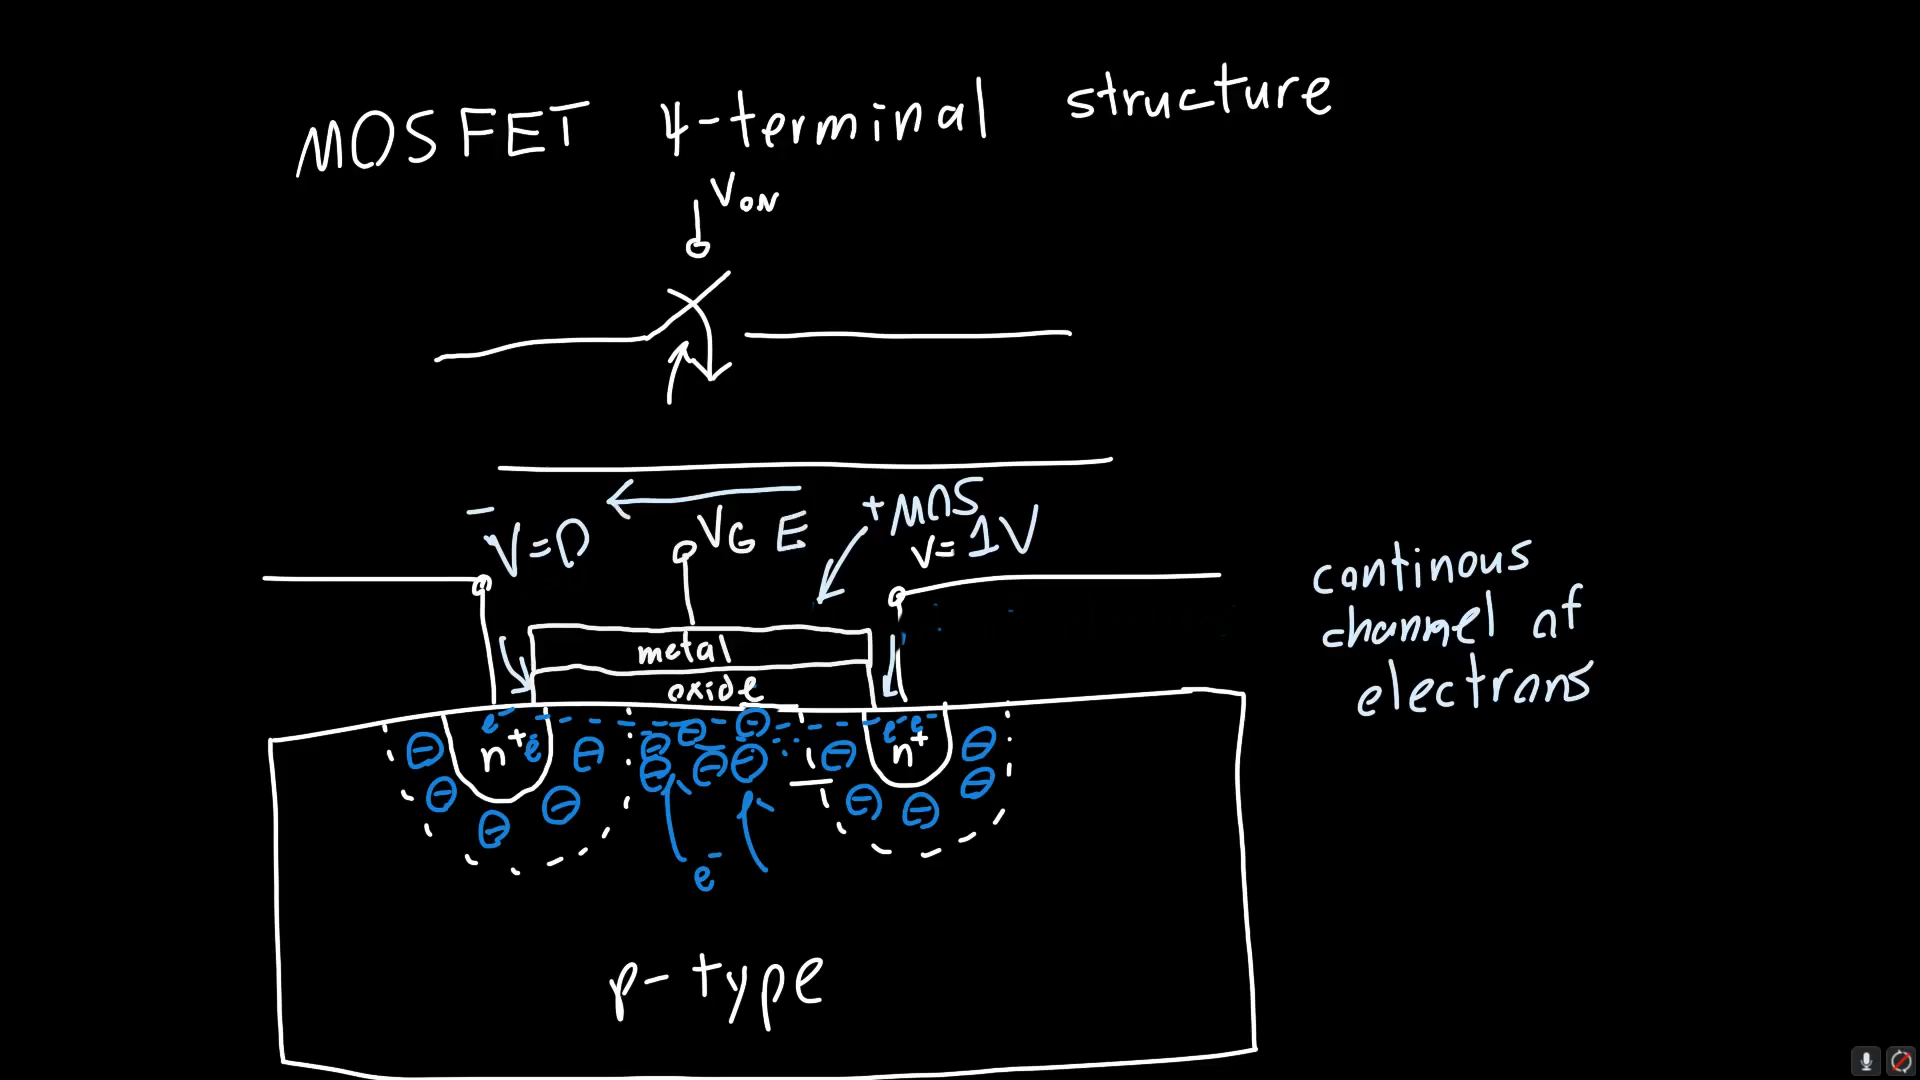 MOSFET 4-terminal structure
VON
V=0
VG E
+MOS
V=1V
metal
oxide
continous
channel of
electrons
e-
n+ e-
e- e-
n+
e-
p-type